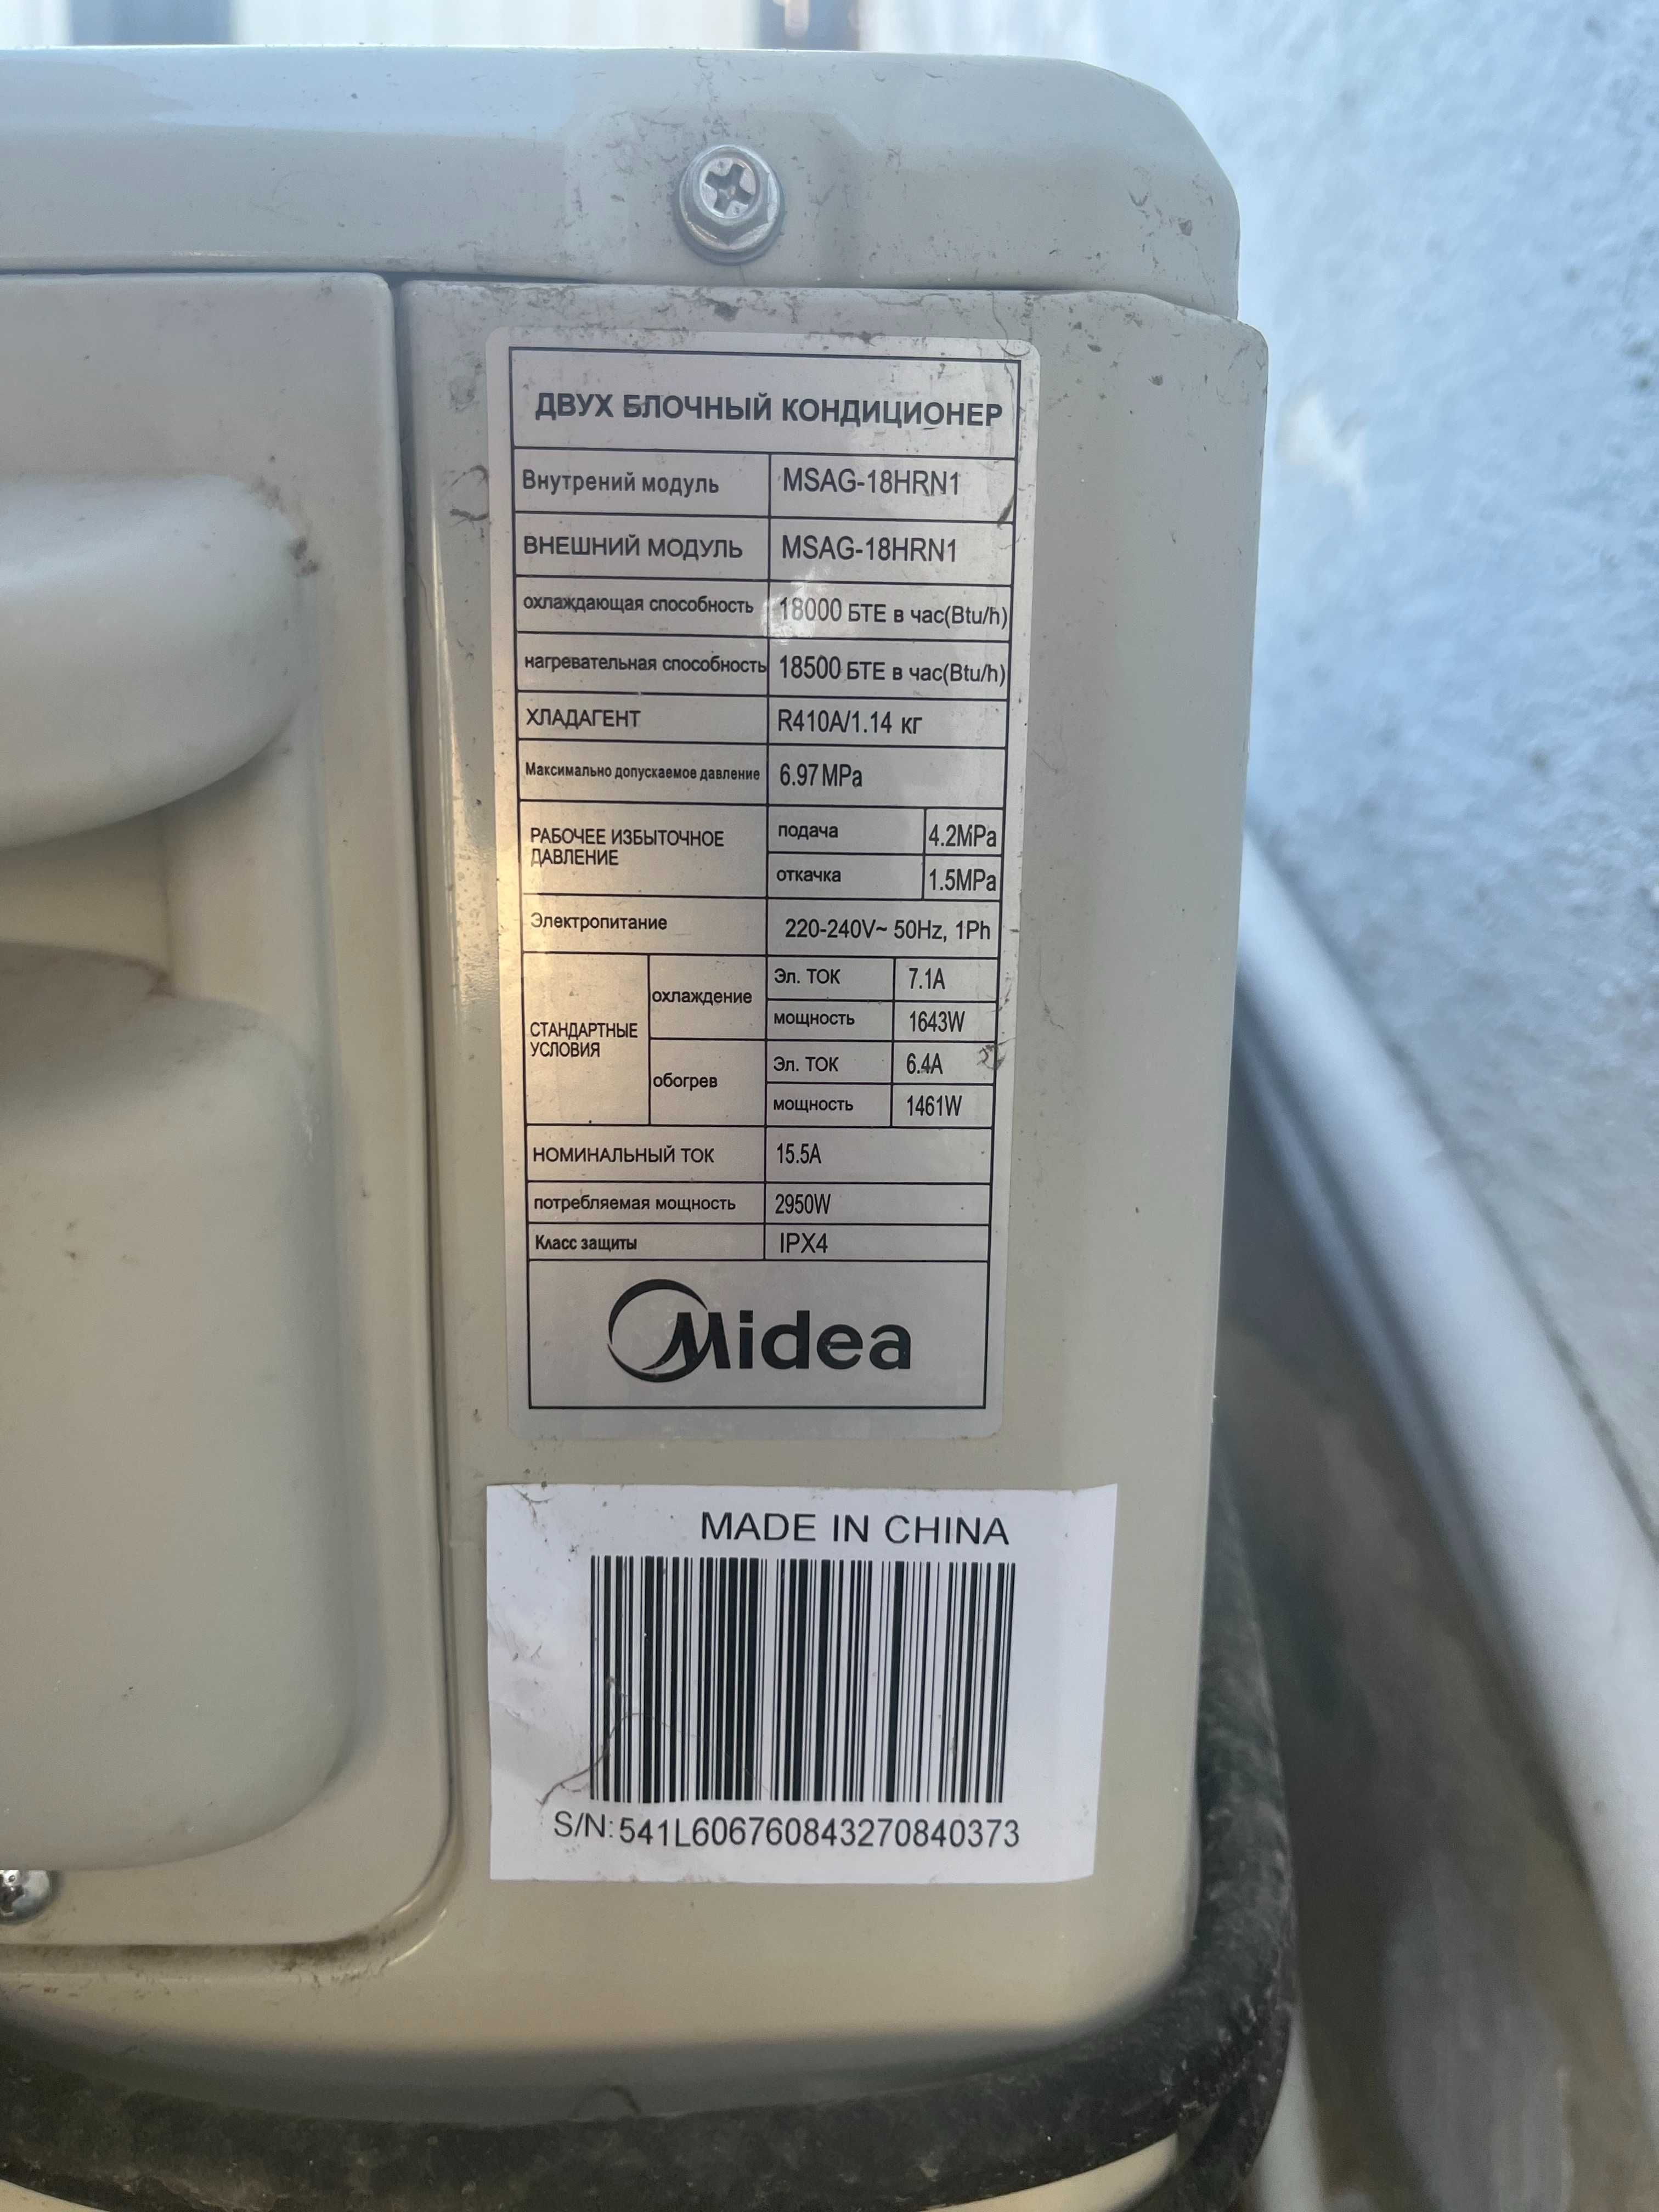 ДВУХ БЛОЧНЫЙ КОНДИЦИОНЕР
Внутрений модуль MSAG-18HRN1
ВНЕШНИЙ МОДУЛЬ MSAG-18HRN1
охлаждающая способность 18000 БТЕ в час(Btu/h)
нагревательная способность 18500 БТЕ в час(Btu/h)
ХЛАДАГЕНТ R410A/1.14 кг
Максимально допускаемое давление 6.97MPa
РАБОЧЕЕ ИЗБЫТОЧНОЕ
ДАВЛЕНИЕ
подача 4.2MPa
откачка 1.5MPa
Электропитание 220-240V~ 50Hz, 1Ph
СТАНДАРТНЫЕ
УСЛОВИЯ
охлаждение
Эл. ТОК 7.1A
мощность 1643W
обогрев
Эл. ТОК 6.4A
мощность 1461W
НОМИНАЛЬНЫЙ ТОК 15.5A
потребляемая мощность 2950W
Класс защиты IPX4
Midea
MADE IN CHINA
S/N:541L606760843270840373